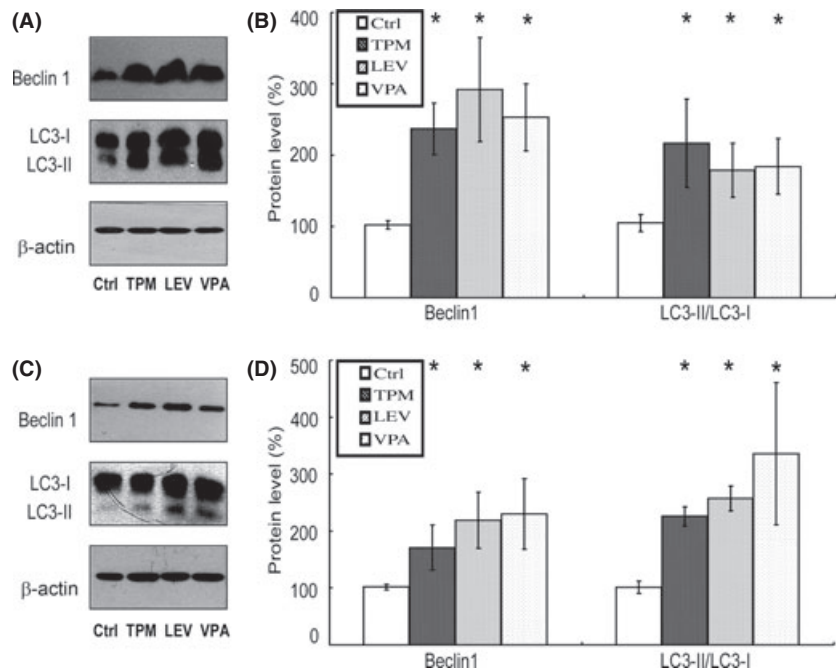 (A)
Beclin 1
LC3-I
LC3-II
β-actin
Ctrl TPM LEV VPA
(B)
Protein level (%)
400
300
200
100
0
Ctrl
TPM
LEV
VPA
* * * * * *
Beclin1 LC3-II/LC3-I
(C)
Beclin 1
LC3-I
LC3-II
β-actin
Ctrl TPM LEV VPA
(D)
Protein level (%)
500
400
300
200
100
0
Ctrl
TPM
LEV
VPA
* * * * * *
Beclin1 LC3-II/LC3-I